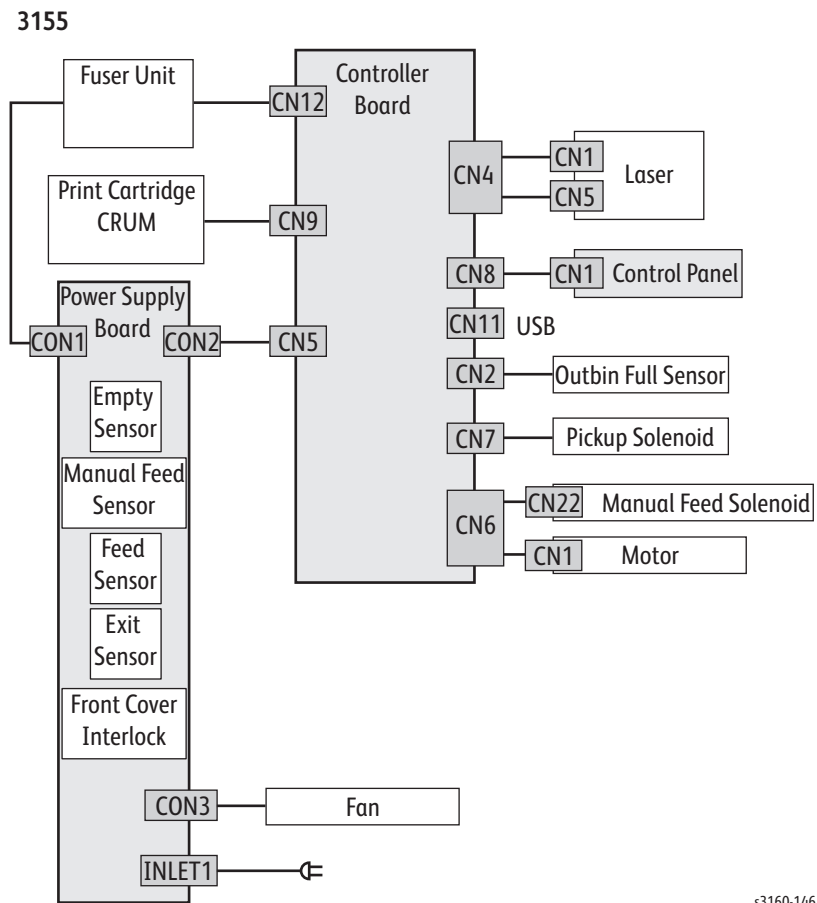 3155
Fuser Unit
Controller
Board
CN12
CN4
CN1
CN5
Laser
Print Cartridge
CRUM
CN9
CN8
CN1
Control Panel
Power Supply
Board
CON1
CON2
CN5
CN11
USB
CN2
Outbin Full Sensor
Empty
Sensor
CN7
Pickup Solenoid
Manual Feed
Sensor
CN6
CN22
Manual Feed Solenoid
CN1
Motor
Feed
Sensor
Exit
Sensor
Front Cover
Interlock
CON3
Fan
INLET1
s3160-146